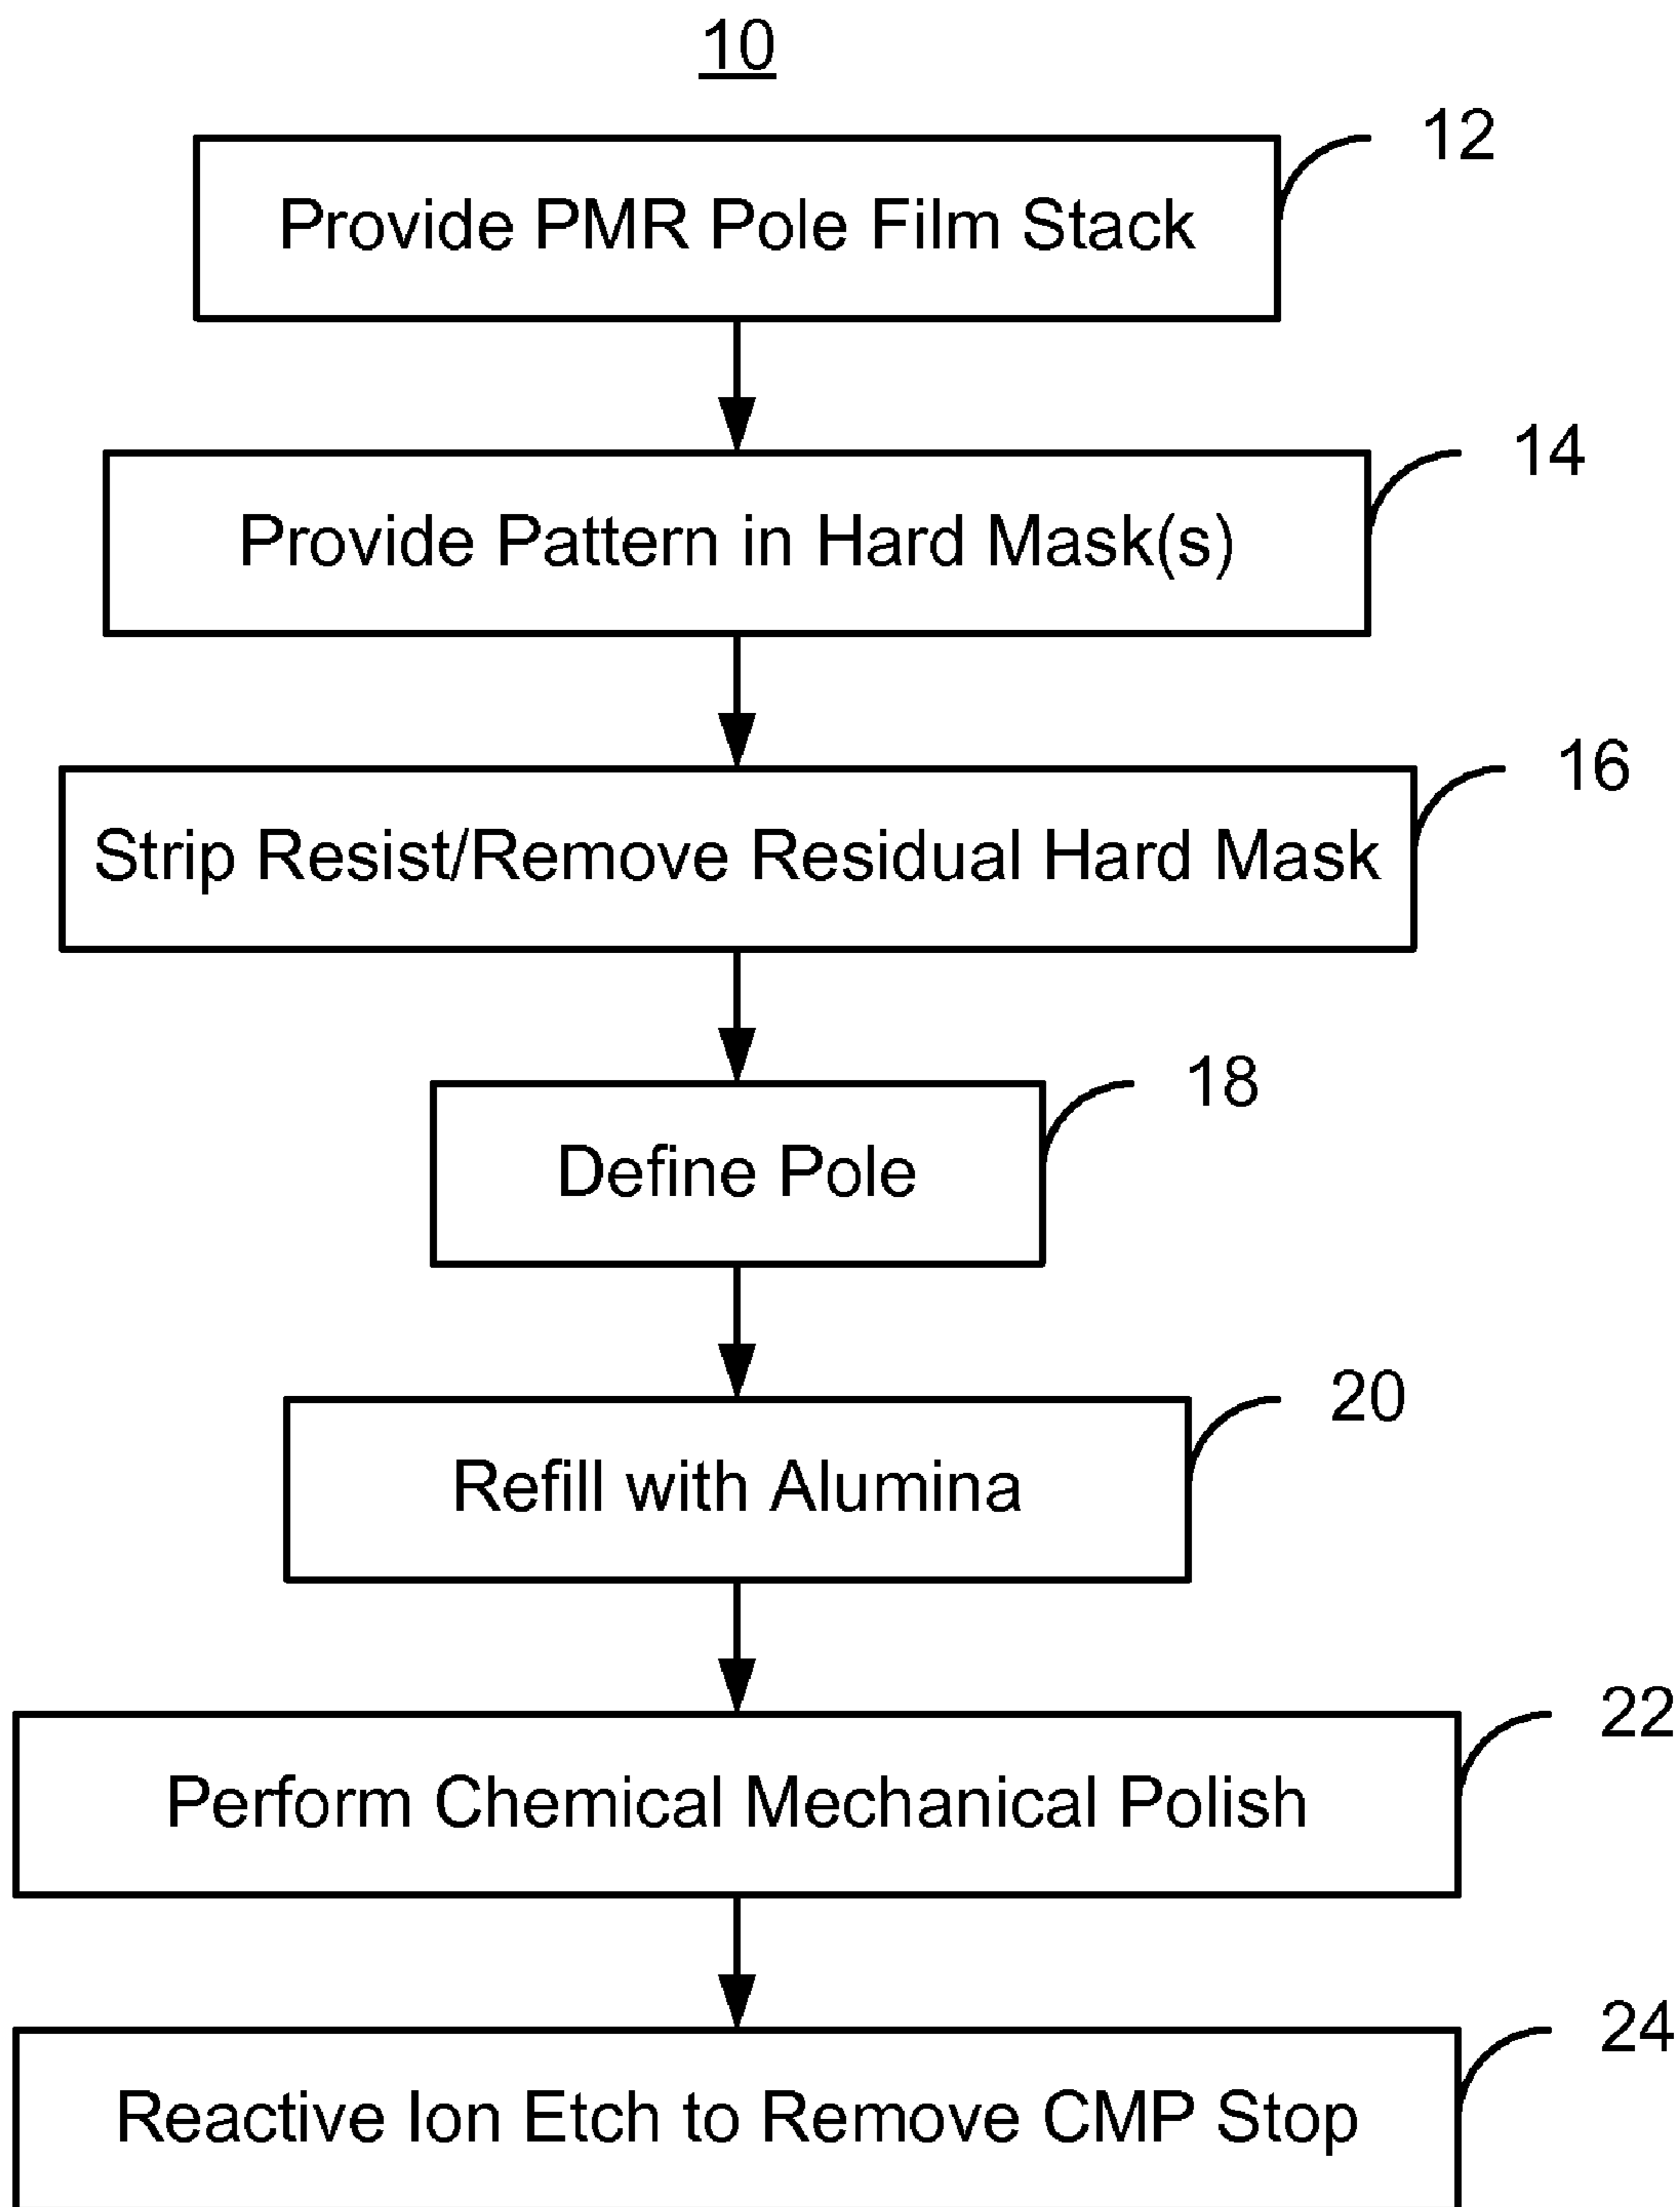 10
12
Provide PMR Pole Film Stack
14
Provide Pattern in Hard Mask(s)
16
Strip Resist/Remove Residual Hard Mask
18
Define Pole
20
Refill with Alumina
22
Perform Chemical Mechanical Polish
24
Reactive Ion Etch to Remove CMP Stop